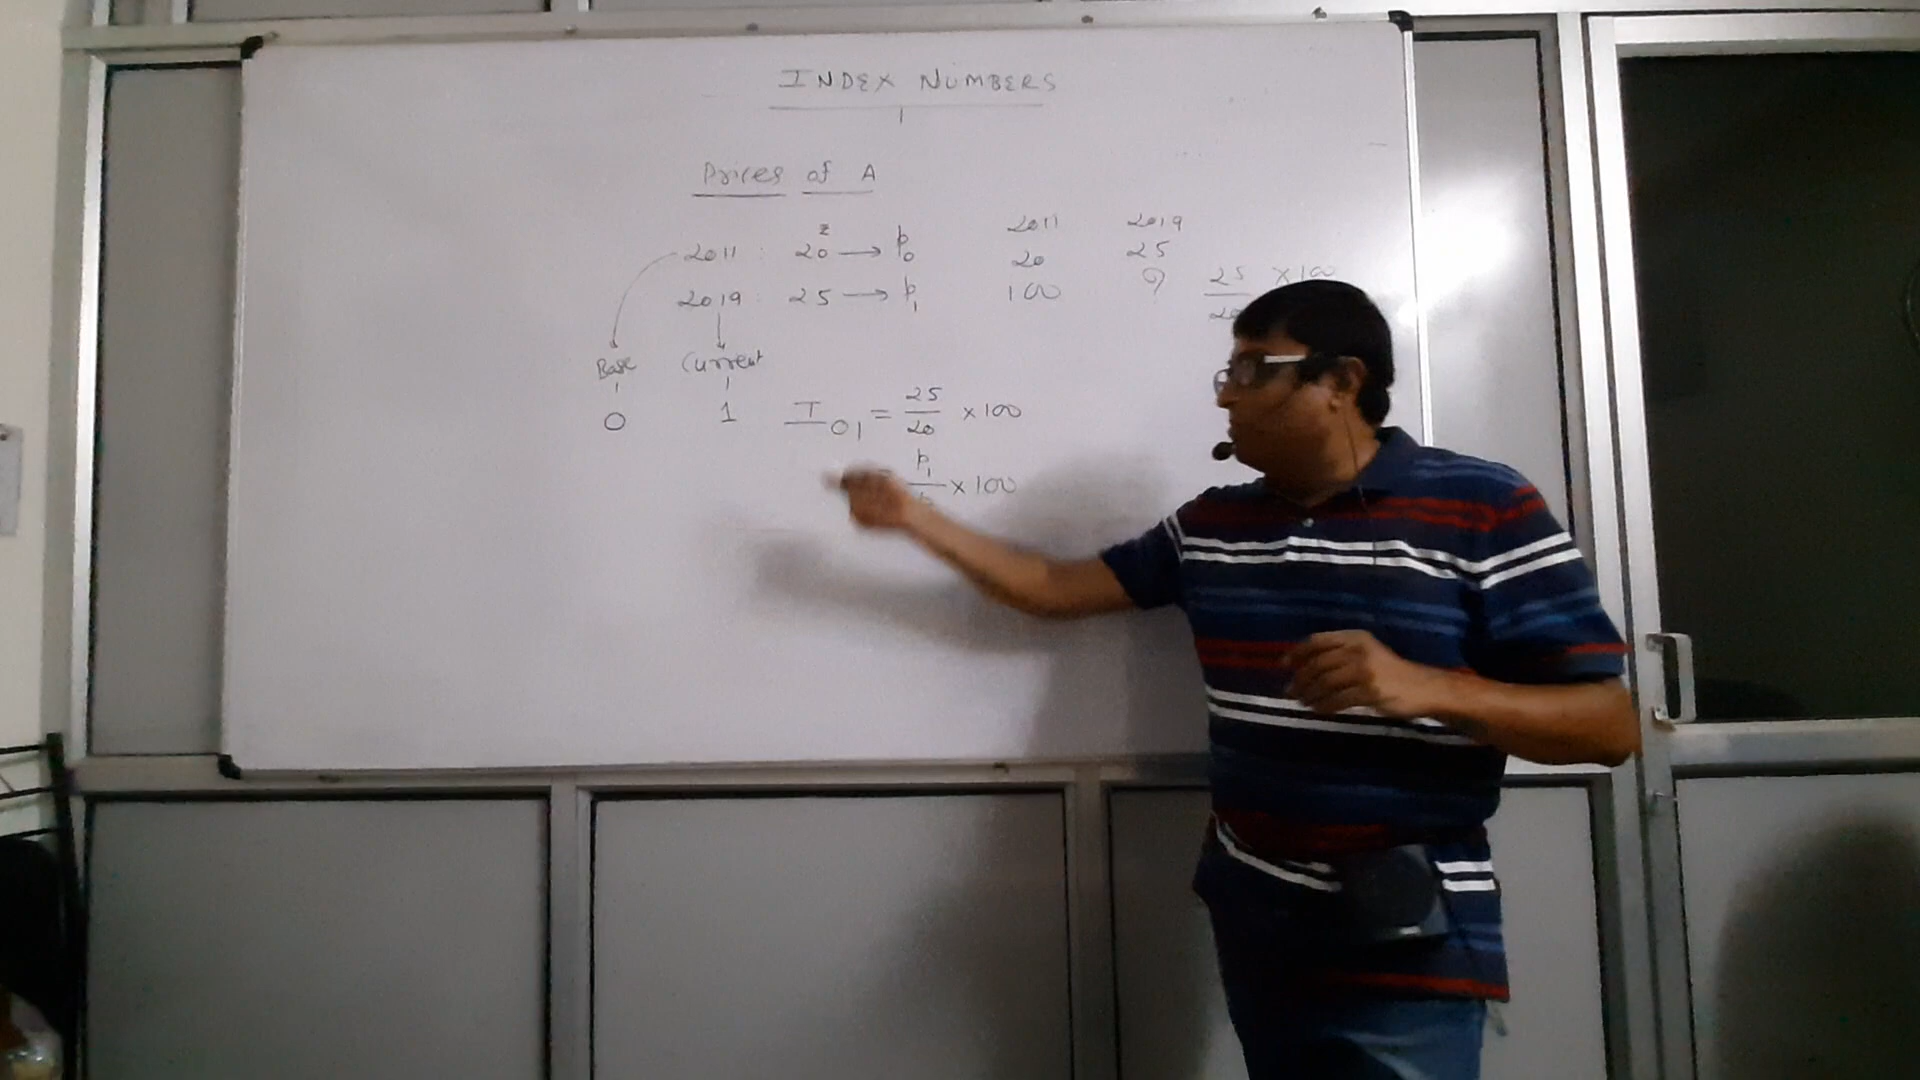 INDEX NUMBERS
Prices of A
2011 : 20 → p₀
2019 : 25 → p₁
2011 2019
20 25
100 ?
25 × 100
Base Current
0 1
I₀₁ = 25/20 × 100
p₁
× 100